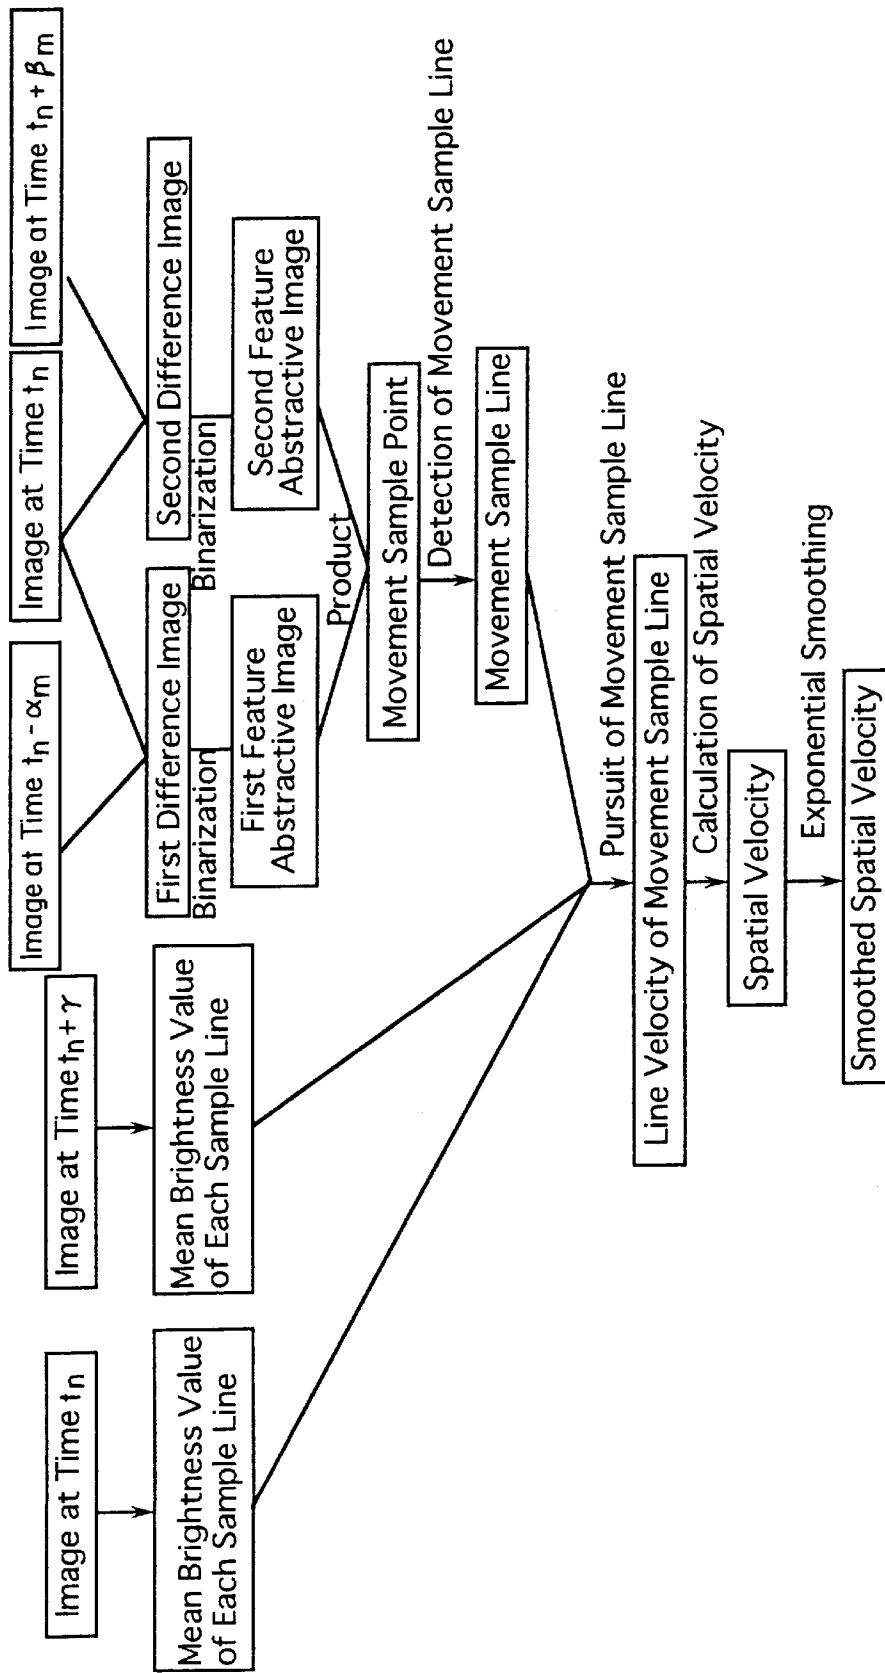 Image at Time tn
Image at Time tn+γ
Image at Time tn-αm
Image at Time tn
Image at Time tn+βm
Mean Brightness Value
of Each Sample Line
Mean Brightness Value
of Each Sample Line
First Difference Image
Second Difference Image
Binarization
Binarization
First Feature
Abstractive Image
Second Feature
Abstractive Image
Product
Movement Sample Point
Detection of Movement Sample Line
Movement Sample Line
Pursuit of Movement Sample Line
Line Velocity of Movement Sample Line
Calculation of Spatial Velocity
Spatial Velocity
Exponential Smoothing
Smoothed Spatial Velocity